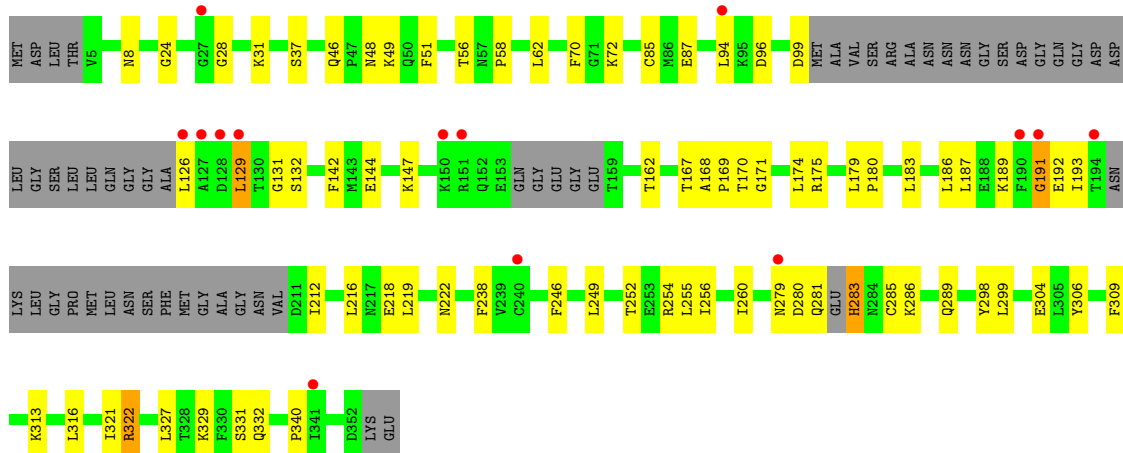 MET ASP LEU THR V5 N8 G24 G27 G28 K31 S37 Q46 P47 N48 K49 Q50 F51 T56 N57 P58 L62 F70 G71 K72 C85 M86 E87 L94 K95 D96 D99 MET ALA VAL SER ARG ALA ASN ASN ASN GLY SER ASP GLY GLN GLY ASP ASP
LEU GLY SER LEU LEU GLN GLY GLY ALA L126 A127 D128 L129 T130 G131 S132 F142 M143 E144 K147 K150 R151 Q152 E153 GLN GLY GLU GLY GLU T159 T162 T167 A168 P169 T170 G171 L174 R175 L179 P180 L183 L186 L187 E188 K189 F190 G191 E192 I193 T194 ASN
LYS LEU GLY PRO MET LEU ASN SER PHE MET GLY ALA GLY ASN VAL D211 I212 L216 N217 E218 L219 N222 F238 V239 C240 F246 L249 T252 E253 R254 L255 I256 I260 N279 D280 Q281 GLU H283 N284 C285 K286 Q289 Y298 L299 E304 L305 Y306 F309
K313 L316 I321 R322 L327 T328 K329 F330 S331 Q332 P340 I341 D352 LYS GLU